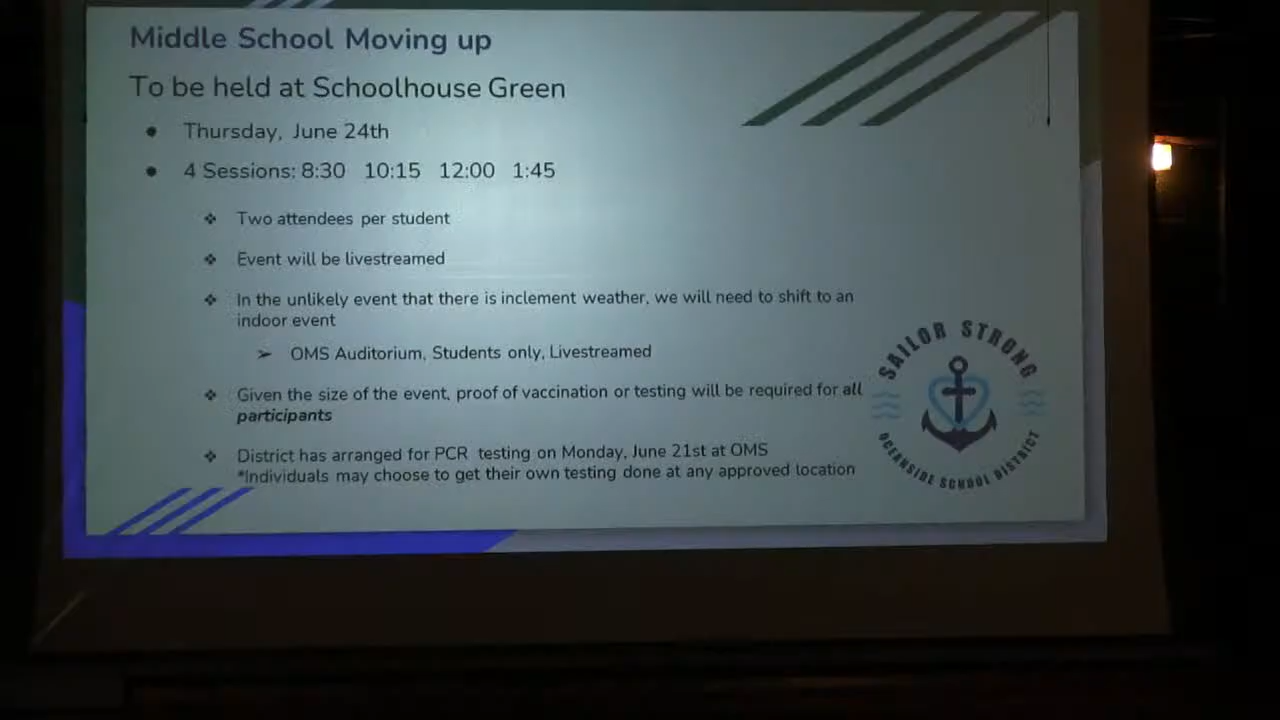 Middle School Moving up
To be held at Schoolhouse Green
● Thursday, June 24th
● 4 Sessions: 8:30 10:15 12:00 1:45
❖ Two attendees per student
❖ Event will be livestreamed
❖ In the unlikely event that there is inclement weather, we will need to shift to an
indoor event
➢ OMS Auditorium, Students only, Livestreamed
❖ Given the size of the event, proof of vaccination or testing will be required for all
participants
❖ District has arranged for PCR testing on Monday, June 21st at OMS
*Individuals may choose to get their own testing done at any approved location
SAILOR STRONG
OCEANSIDE SCHOOL DISTRICT